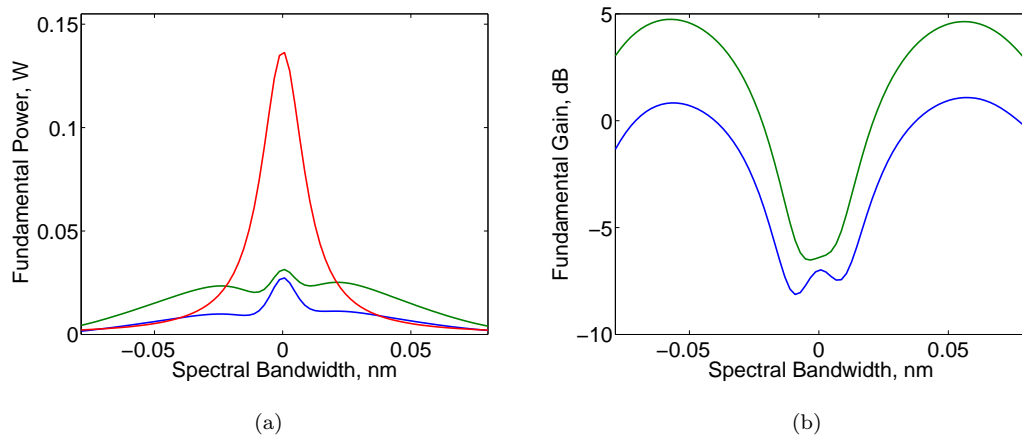 0.15
0.1
0.05
0
−0.05 0 0.05
Spectral Bandwidth, nm
Fundamental Power, W
(a)
5
0
−5
−10
−0.05 0 0.05
Spectral Bandwidth, nm
Fundamental Gain, dB
(b)